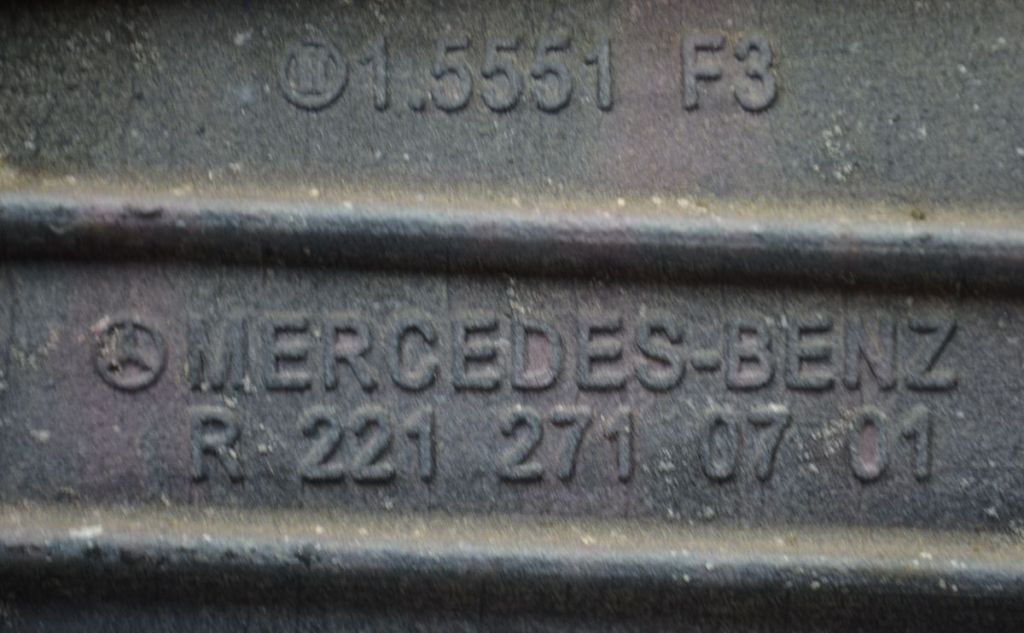 1.5551 F3
MERCEDES-BENZ
R 221 271 07 01